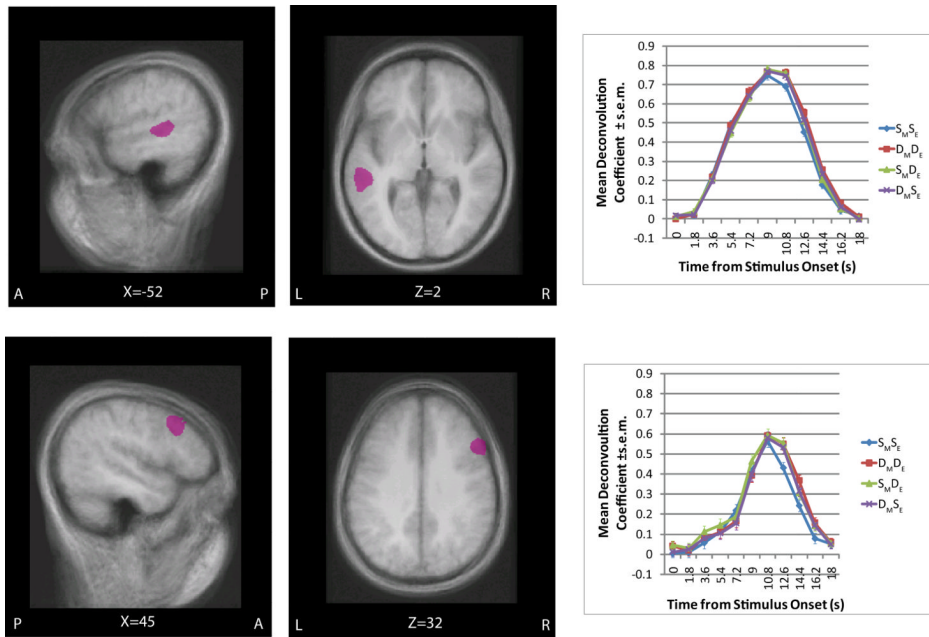 A
X=-52
P
L
Z=2
R
Mean Deconvolution
Coefficient ± s.e.m.
0.9
0.8
0.7
0.6
0.5
0.4
0.3
0.2
0.1
0
-0.1
0 1.8 3.6 5.4 7.2 9 10.8 12.6 14.4 16.2 18
Time from Stimulus Onset (s)
SMSE
DMDE
SMDE
DMSE
P
X=45
A
L
Z=32
R
Mean Deconvoultion
Coefficient ±s.e.m.
0.9
0.8
0.7
0.6
0.5
0.4
0.3
0.2
0.1
0
-0.1
0 1.8 3.6 5.4 7.2 9 10.8 12.6 14.4 16.2 18
Time from Stimulus Onset (s)
SMSE
DMDE
SMDE
DMSE